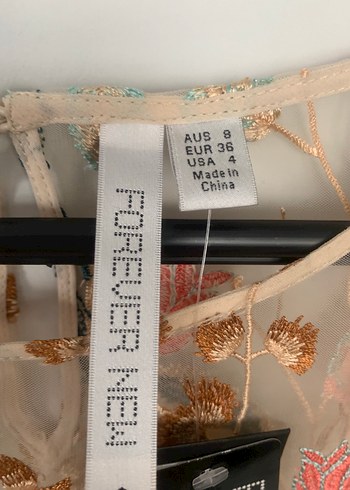 AUS 8
EUR 36
USA 4
Made in
China
FOREVER NEW